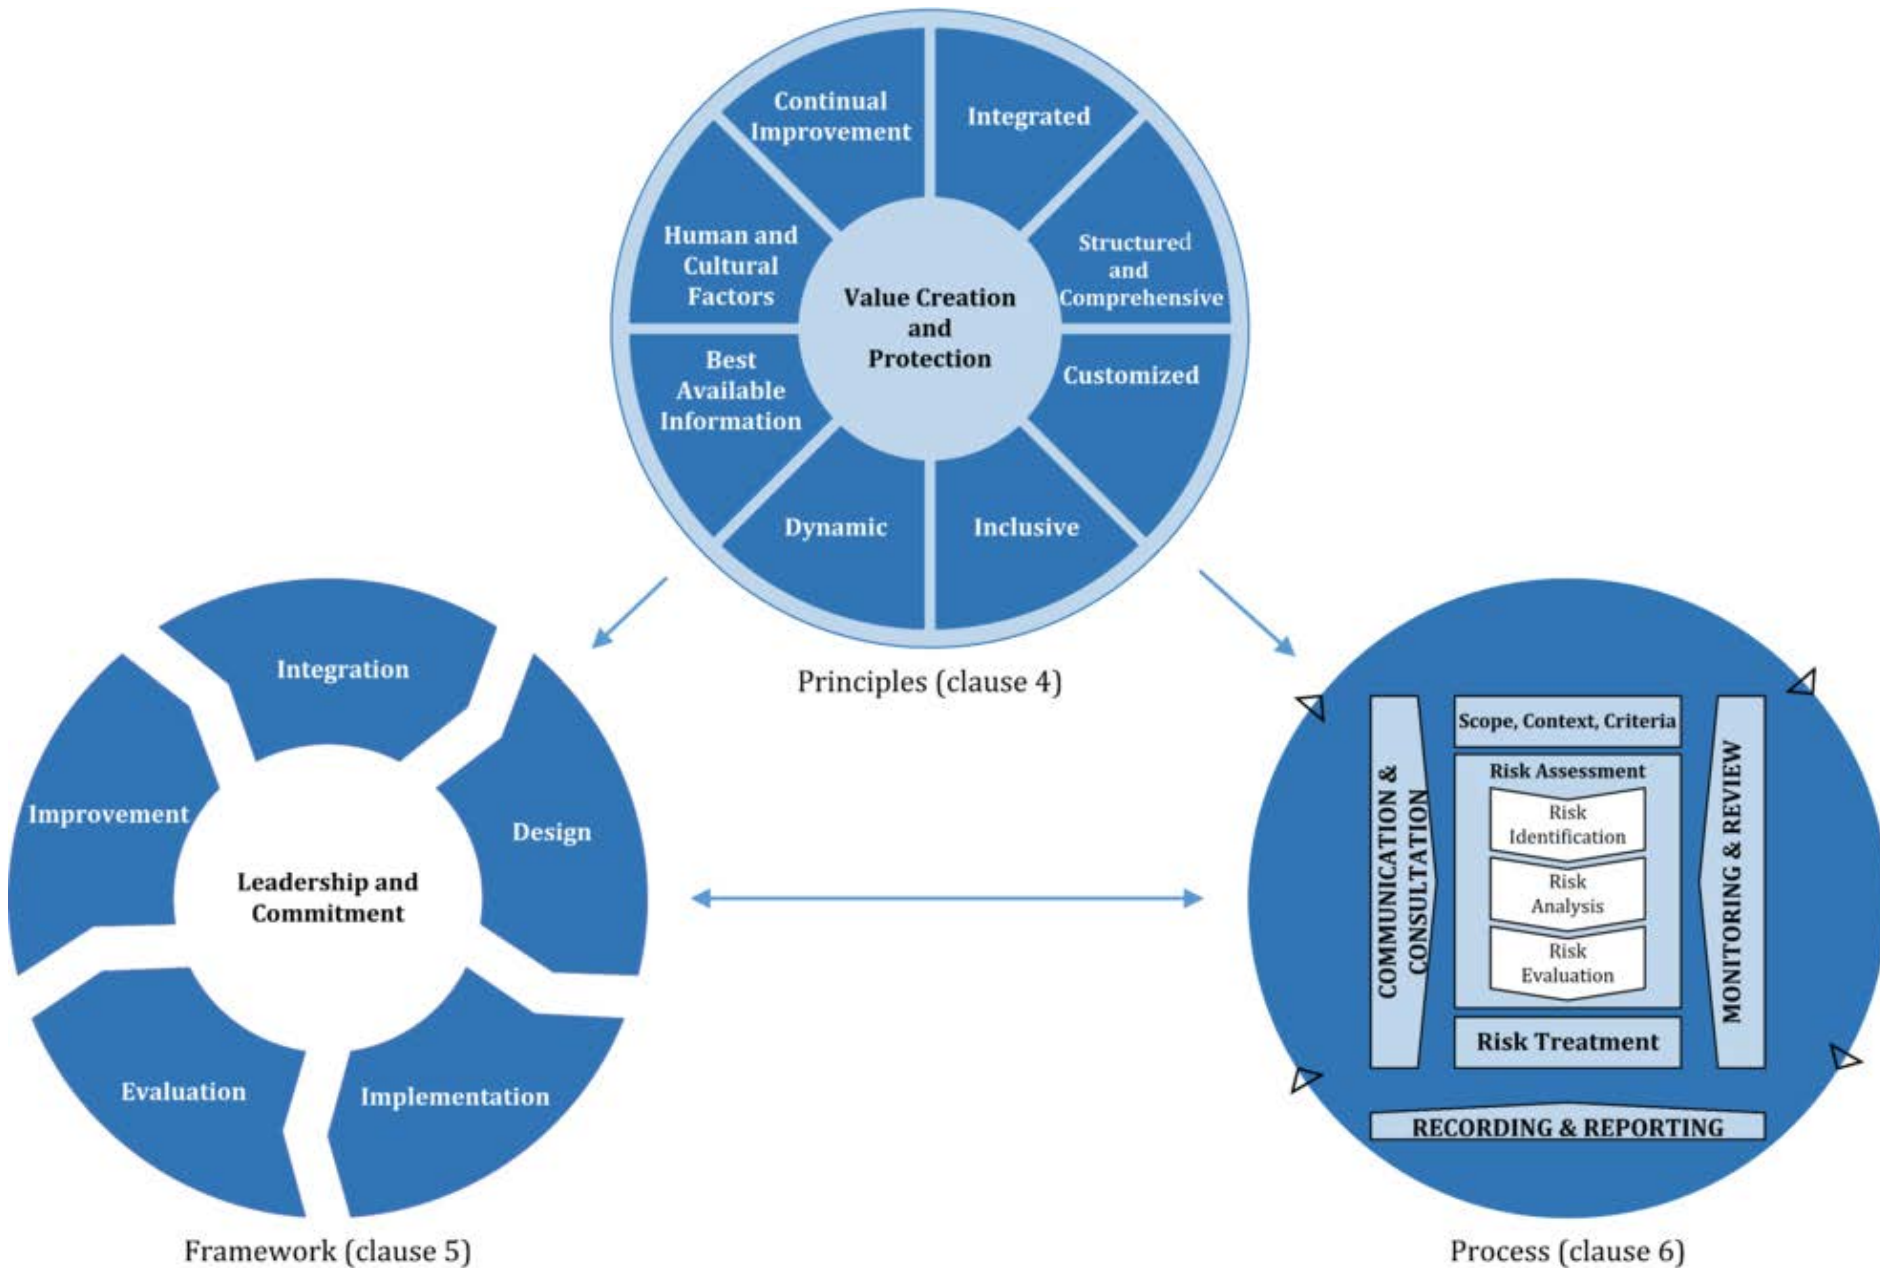 Continual
Improvement
Integrated
Human and
Cultural
Factors
Structured
and
Comprehensive
Value Creation
and
Protection
Best
Available
Information
Customized
Dynamic
Inclusive
Principles (clause 4)
Integration
Improvement
Design
Leadership and
Commitment
Evaluation
Implementation
Framework (clause 5)
COMMUNICATION &
CONSULTATION
Scope, Context, Criteria
Risk Assessment
Risk
Identification
Risk
Analysis
Risk
Evaluation
Risk Treatment
MONITORING & REVIEW
RECORDING & REPORTING
Process (clause 6)